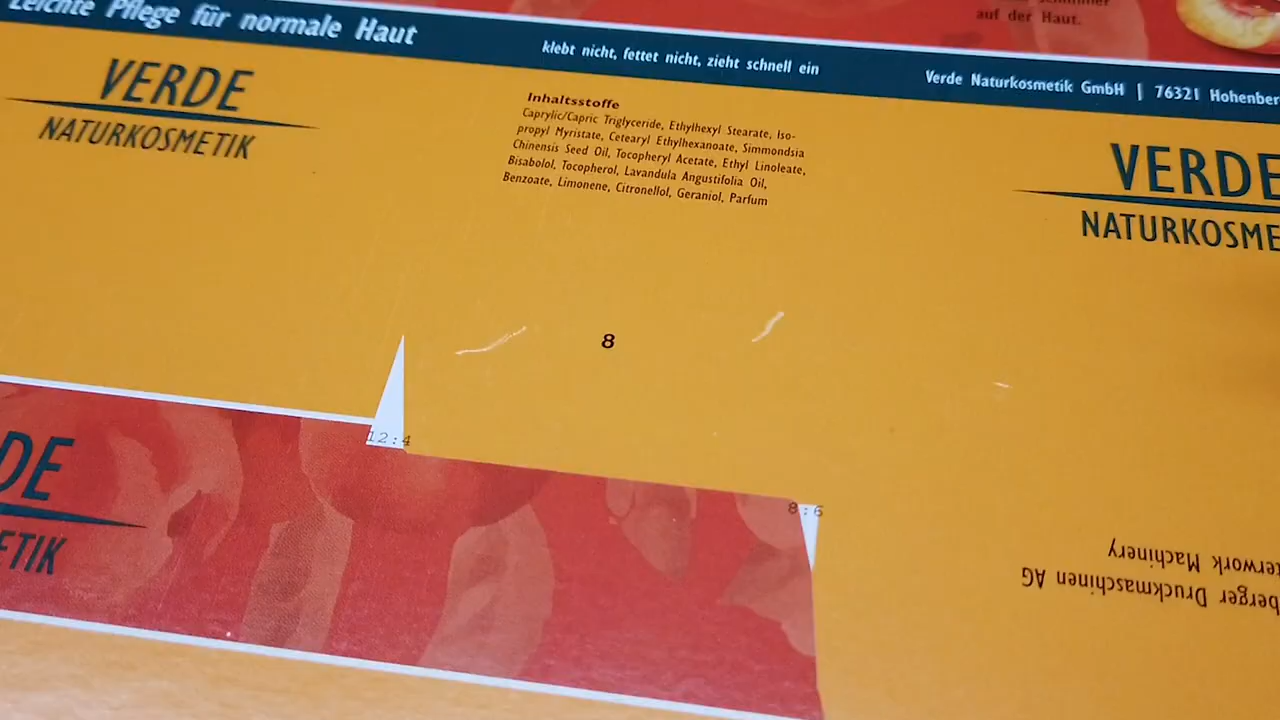 auf der Haut.
Leichte Pflege für normale Haut
klebt nicht, fettet nicht, zieht schnell ein
Verde Naturkosmetik GmbH | 76321
VERDE
NATURKOSMETIK
Inhaltsstoffe
Caprylic/Capric Triglyceride, Ethylhexyl Stearate, Iso-
propyl Myristate, Cetearyl Ethylhexanoate, Simmondsia
Chinensis Seed Oil, Tocopheryl Acetate, Ethyl Linoleate,
Bisabolol, Tocopherol, Lavandula Angustifolia Oil,
Benzoate, Limonene, Citronellol, Geraniol, Parfum
VERDE
NATURKOSME
8
12:4
8:6
DE
ETIK
berger Druckmaschinen AG
terwork Machinery